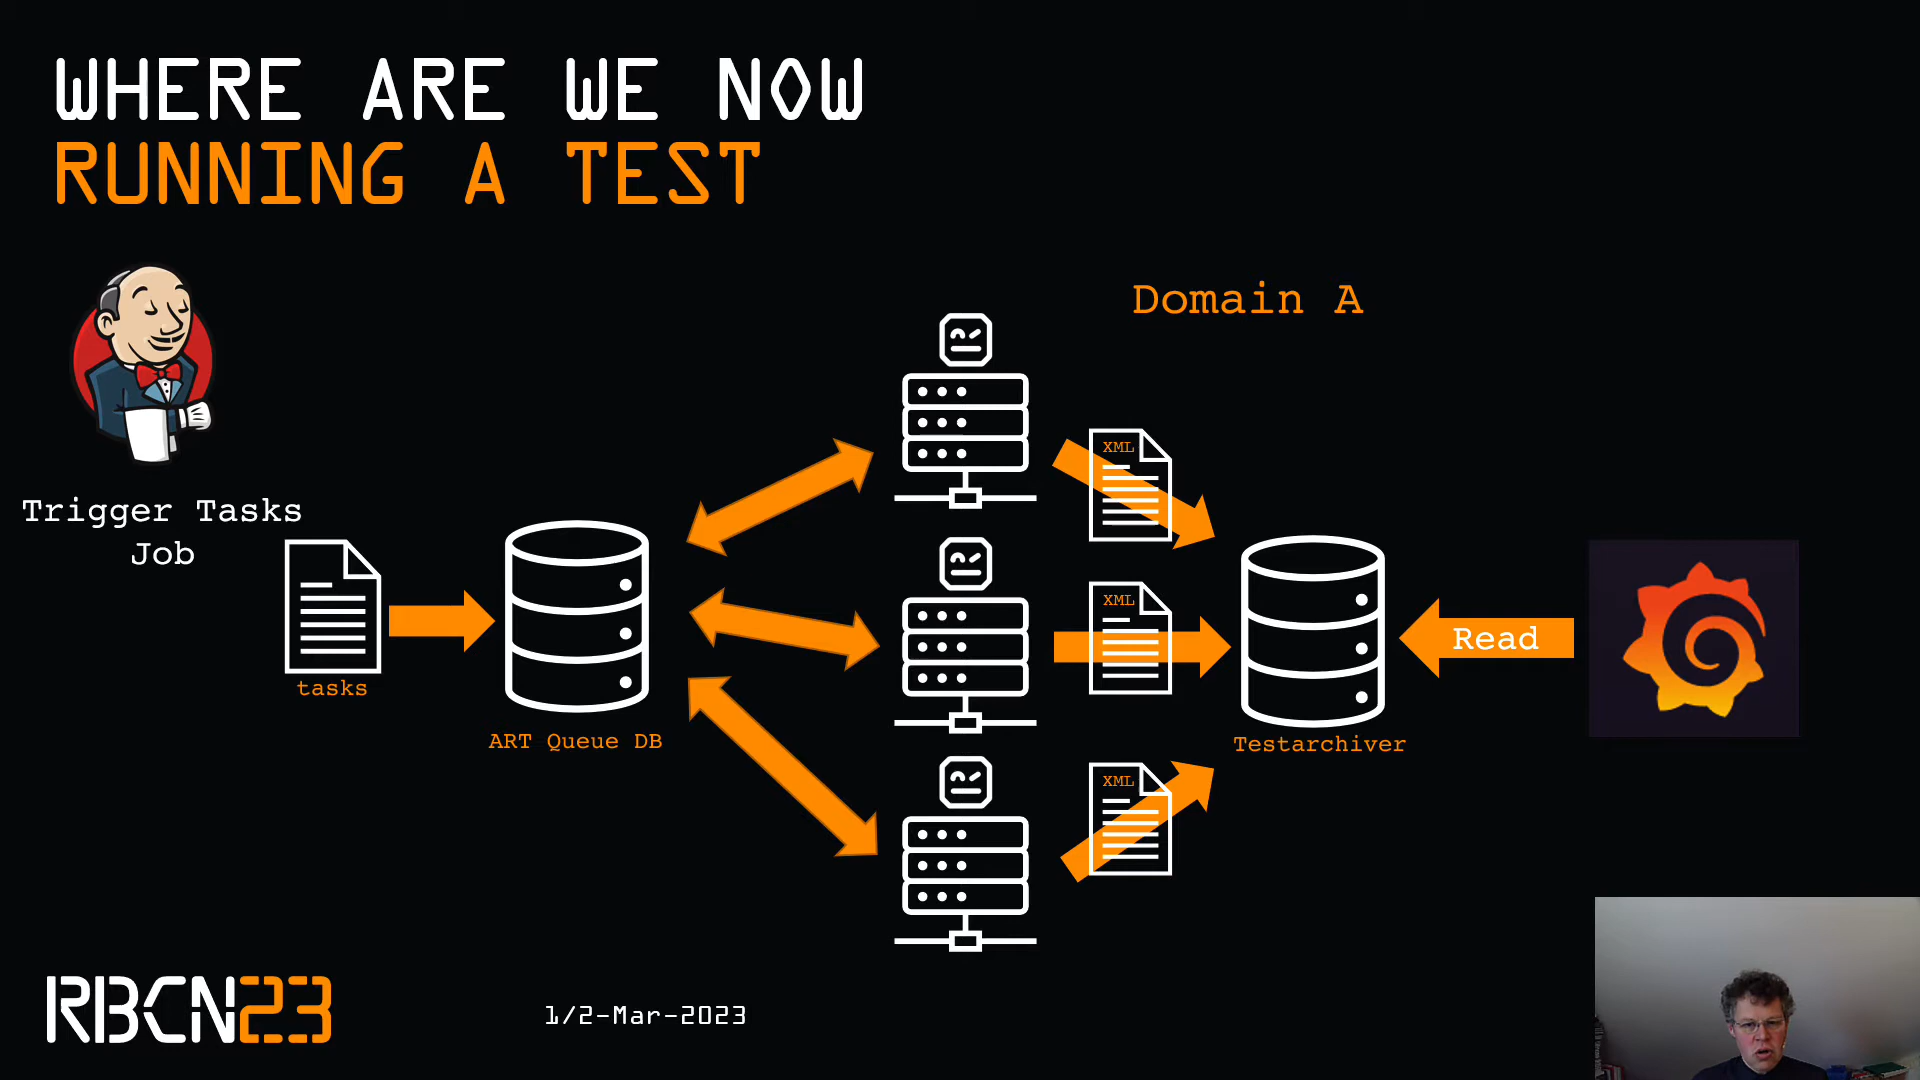 WHERE ARE WE NOW
RUNNING A TEST
Domain A
Trigger Tasks
Job
tasks
ART Queue DB
XML
XML
XML
Testarchiver
Read
RBCN23
1/2-Mar-2023